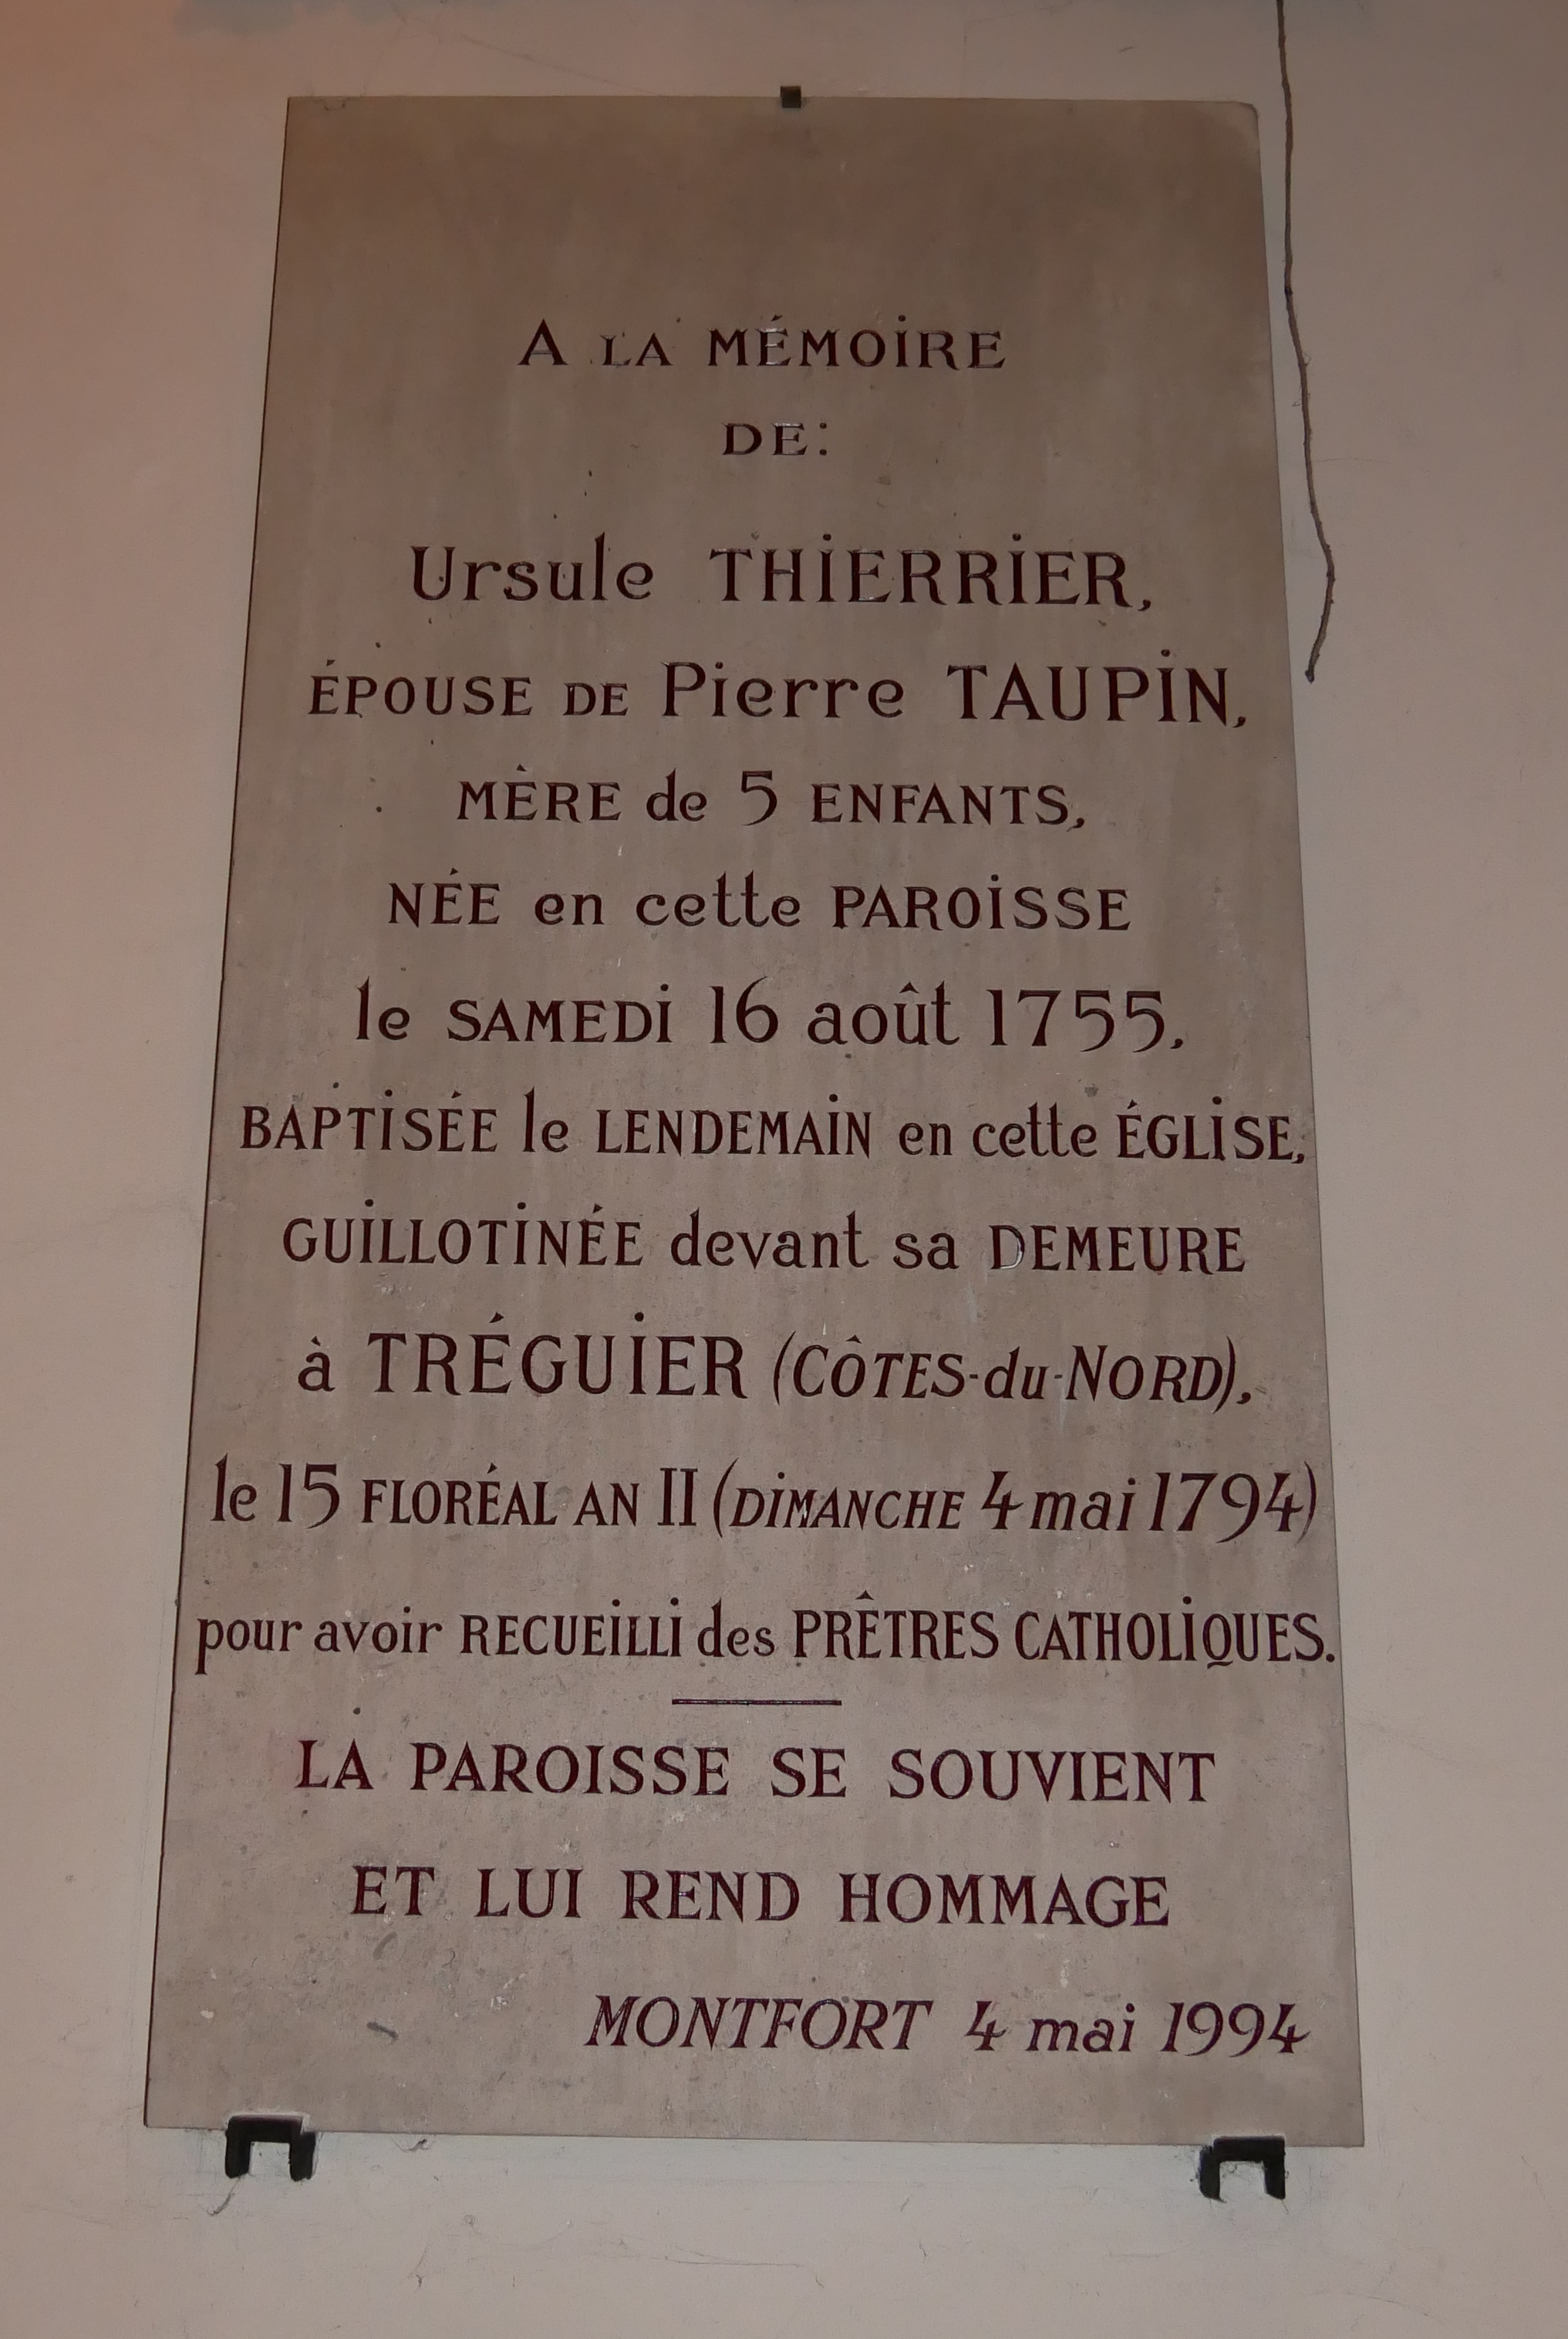 A LA MÉMOIRE
DE:
Ursule THIERRIER,
ÉPOUSE DE Pierre TAUPIN,
MÈRE de 5 ENFANTS,
NÉE en cette PAROISSE
le SAMEDI 16 août 1755,
BAPTISÉE le LENDEMAIN en cette ÉGLISE,
GUILLOTINÉE devant sa DEMEURE
à TRÉGUIER (CÔTES-du-NORD),
le 15 FLORÉAL AN II (DIMANCHE 4 mai 1794)
pour avoir RECUEILLI des PRÊTRES CATHOLIQUES.
LA PAROISSE SE SOUVIENT
ET LUI REND HOMMAGE
MONTFORT 4 mai 1994